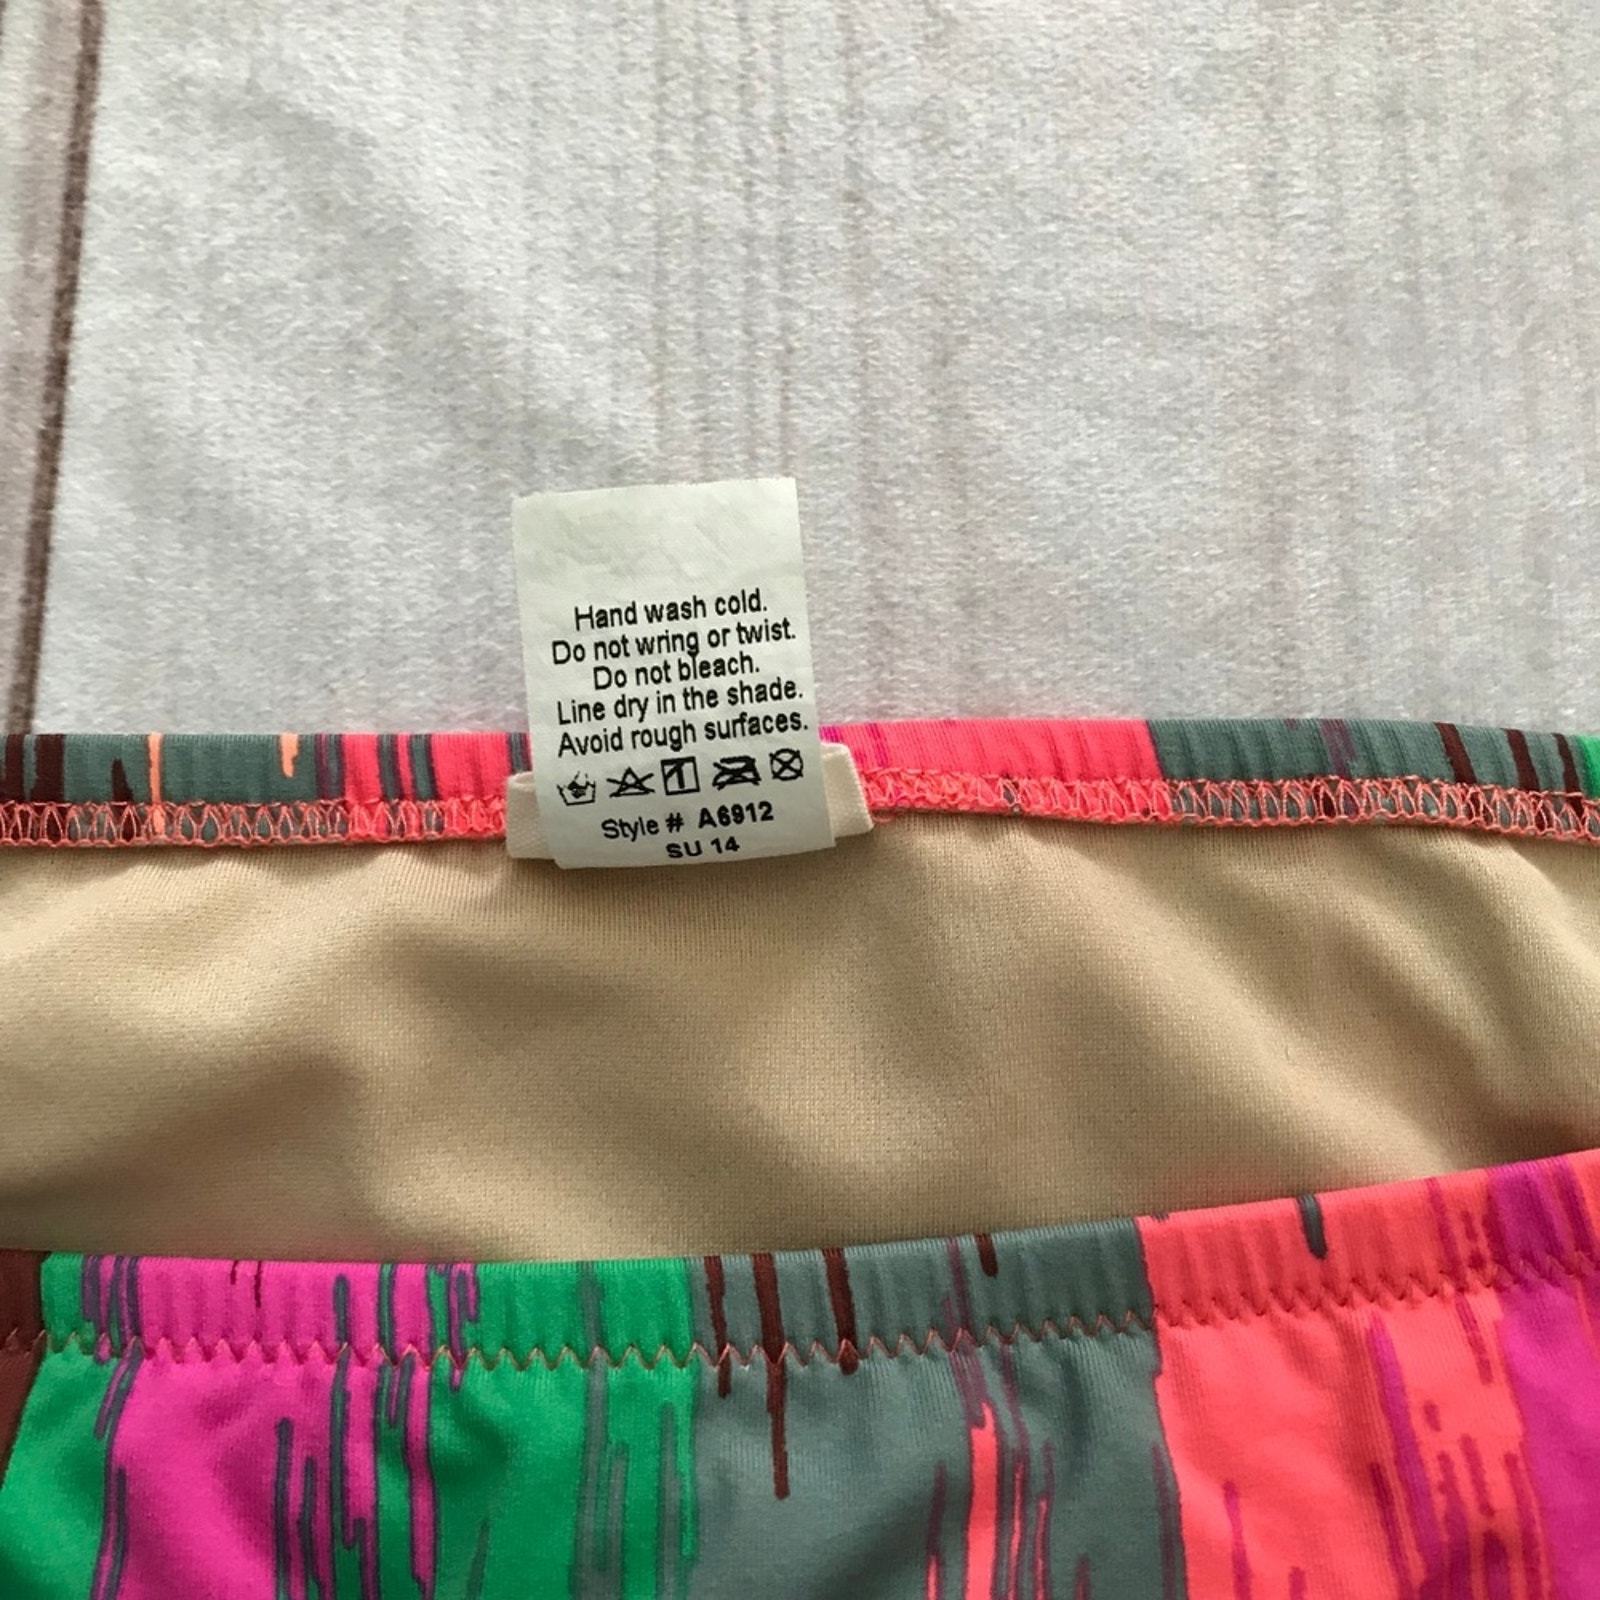 Hand wash cold.
Do not wring or twist.
Do not bleach.
Line dry in the shade.
Avoid rough surfaces.
Style # A6912
SU 14